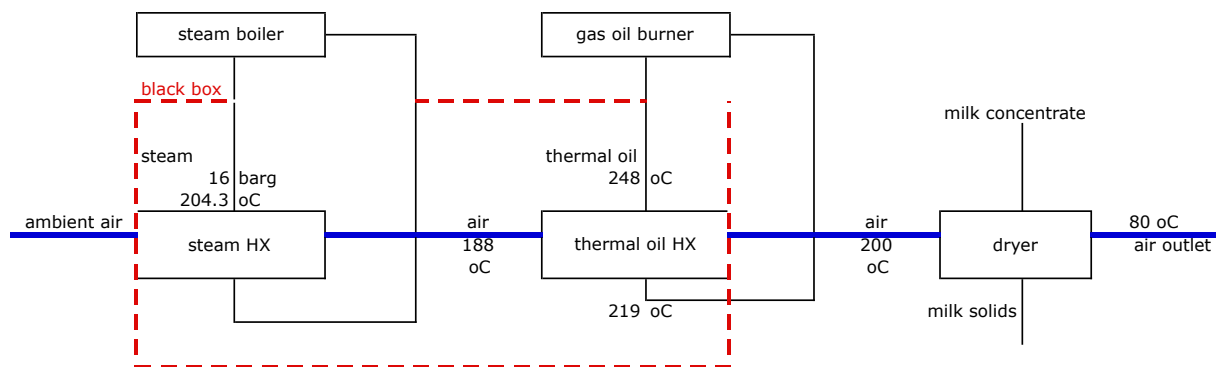 steam boiler
gas oil burner
black box
milk concentrate
steam
thermal oil
16 barg
248 oC
204.3 oC
ambient air
air
air
80 oC
steam HX
188
thermal oil HX
200
dryer
air outlet
oC
oC
219 oC
milk solids